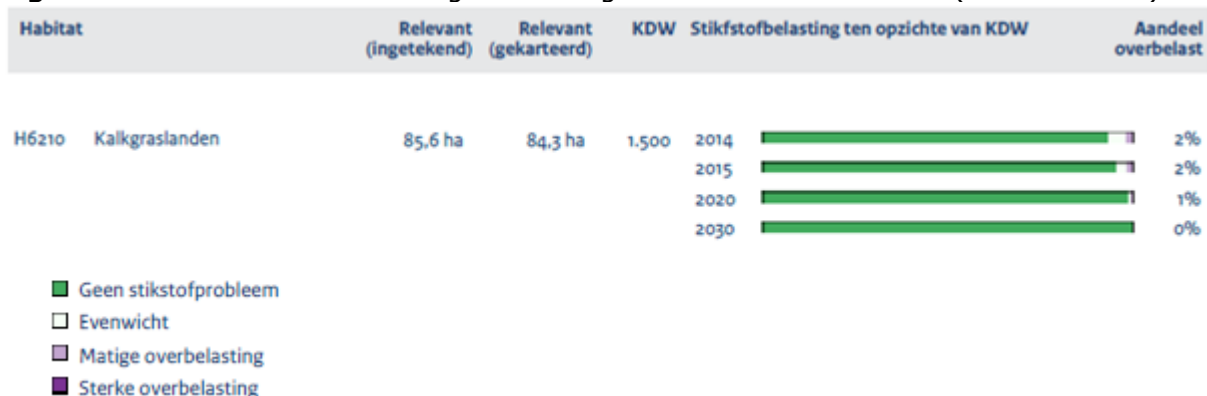 Habitat Relevant Relevant KDW Stikfstofbelasting ten opzichte van KDW Aandeel
(ingetekend) (gekarteerd) overbelast
H6210 Kalkgraslanden 85,6 ha 84,3 ha 1.500 2014 2%
2015 2%
2020 1%
2030 0%
Geen stikstofprobleem
Evenwicht
Matige overbelasting
Sterke overbelasting